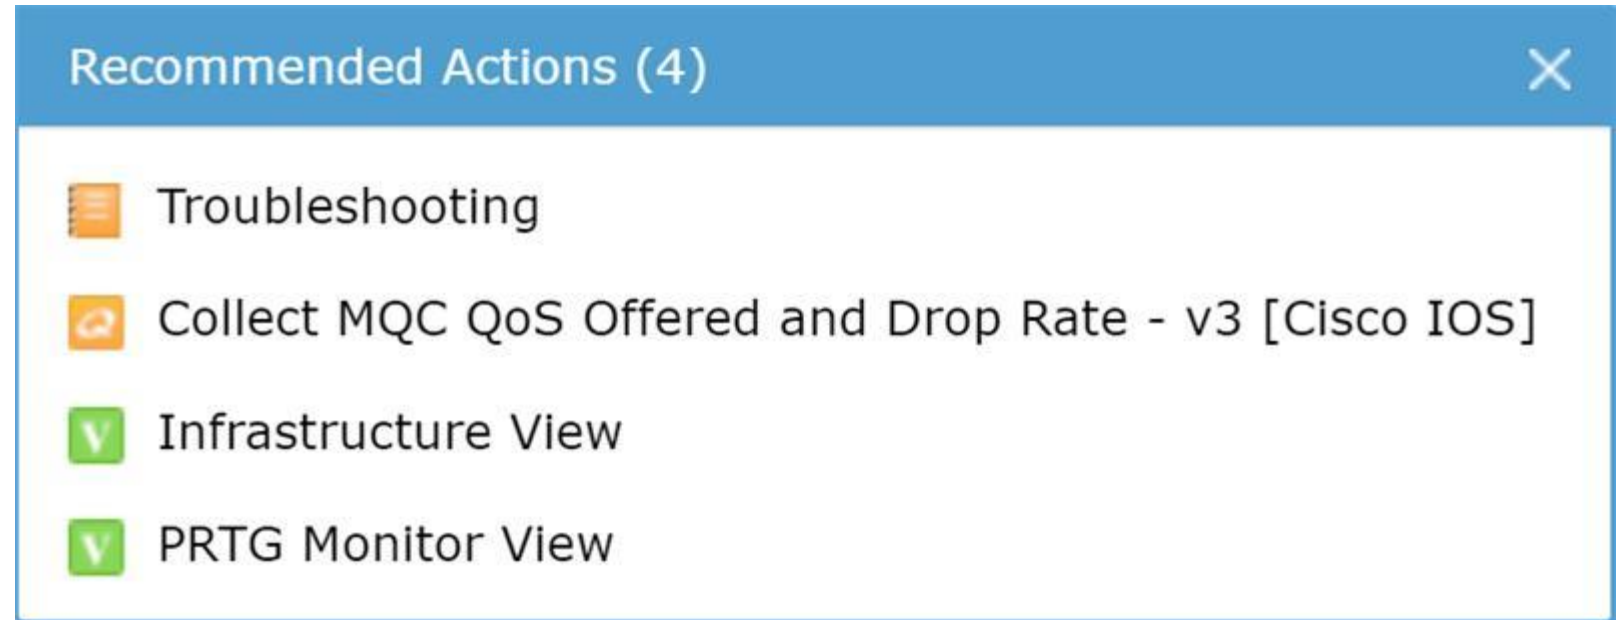 Recommended Actions (4)
Troubleshooting
Collect MQC QoS Offered and Drop Rate - v3 [Cisco IOS]
Infrastructure View
PRTG Monitor View